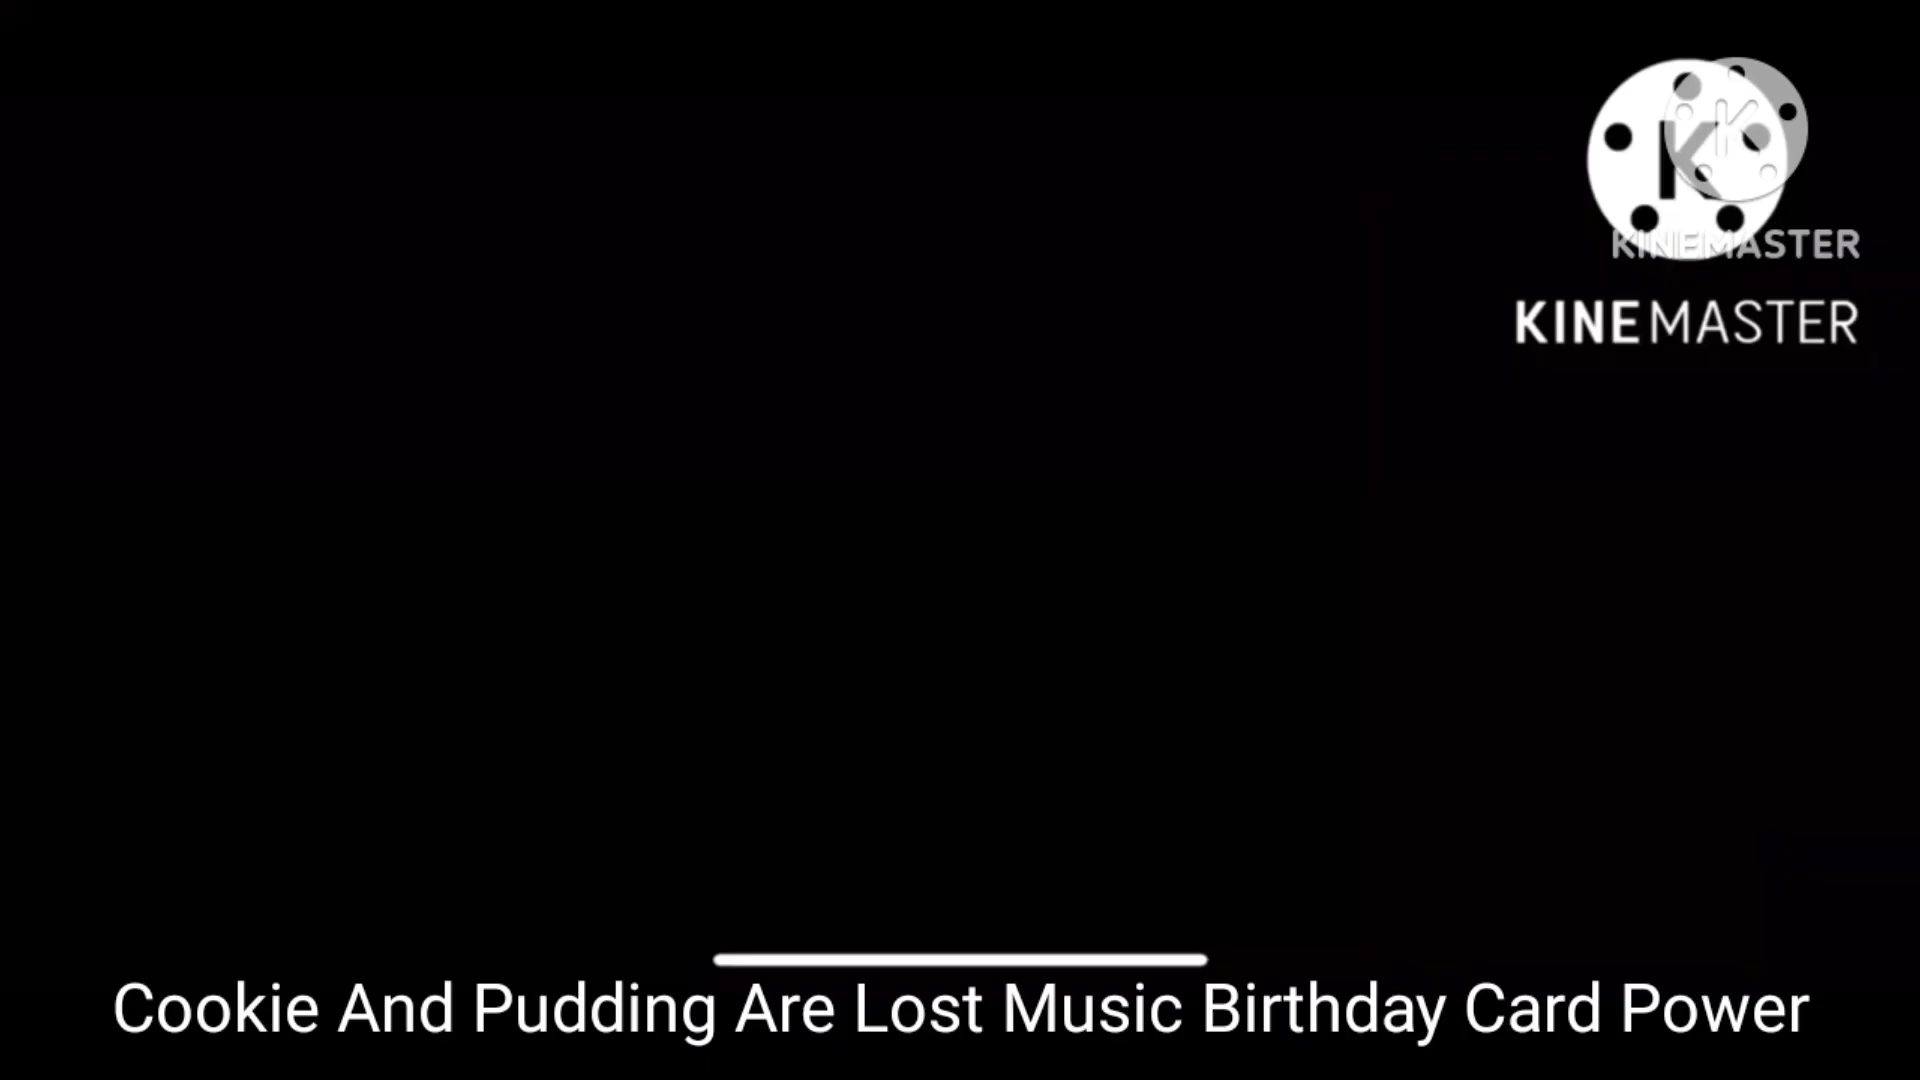 K
K
KINEMASTER
KINEMASTER
Cookie And Pudding Are Lost Music Birthday Card Power